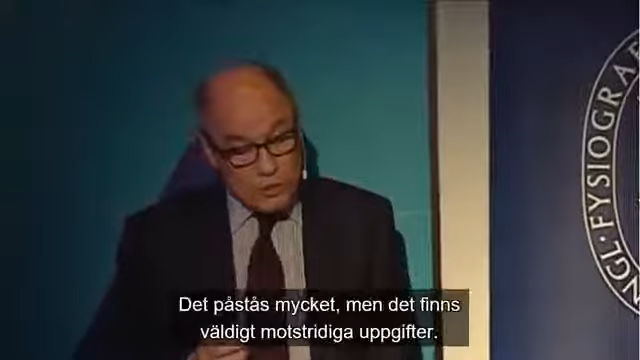 Det påstås mycket, men det finns
väldigt motstridiga uppgifter.
NGL·FYSIOGRA